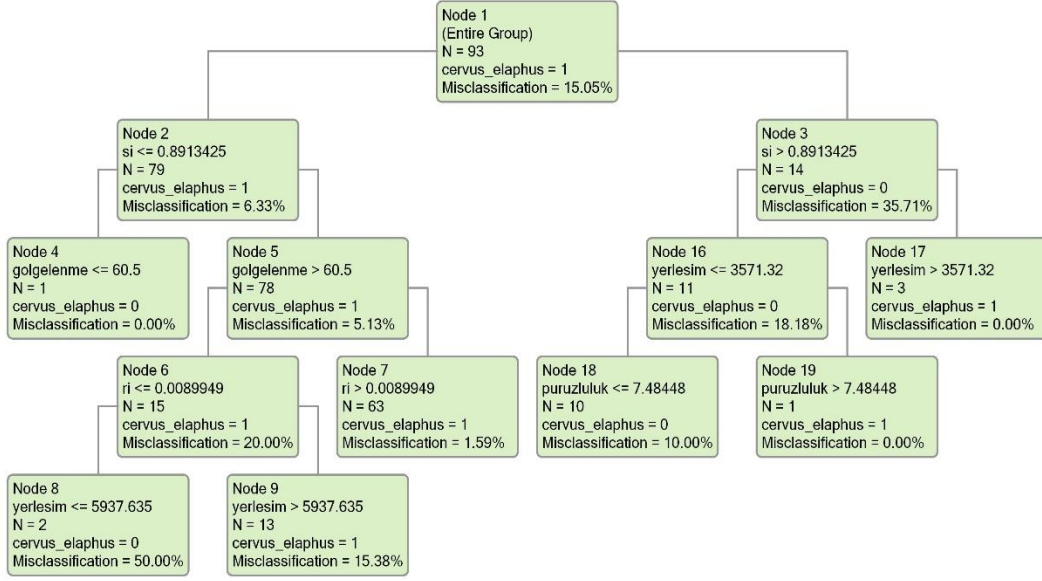 Node 1
(Entire Group)
N = 93
cervus_elaphus = 1
Misclassification = 15.05%
Node 2
si <= 0.8913425
N = 79
cervus_elaphus = 1
Misclassification = 6.33%
Node 3
si > 0.8913425
N = 14
cervus_elaphus = 0
Misclassification = 35.71%
Node 4
golgelenme <= 60.5
N = 1
cervus_elaphus = 0
Misclassification = 0.00%
Node 5
golgelenme > 60.5
N = 78
cervus_elaphus = 1
Misclassification = 5.13%
Node 16
yerlesim <= 3571.32
N = 11
cervus_elaphus = 0
Misclassification = 18.18%
Node 17
yerlesim > 3571.32
N = 3
cervus_elaphus = 1
Misclassification = 0.00%
Node 6
ri <= 0.0089949
N = 15
cervus_elaphus = 1
Misclassification = 20.00%
Node 7
ri > 0.0089949
N = 63
cervus_elaphus = 1
Misclassification = 1.59%
Node 18
puruzluluk <= 7.48448
N = 10
cervus_elaphus = 0
Misclassification = 10.00%
Node 19
puruzluluk > 7.48448
N = 1
cervus_elaphus = 1
Misclassification = 0.00%
Node 8
yerlesim <= 5937.635
N = 2
cervus_elaphus = 0
Misclassification = 50.00%
Node 9
yerlesim > 5937.635
N = 13
cervus_elaphus = 1
Misclassification = 15.38%